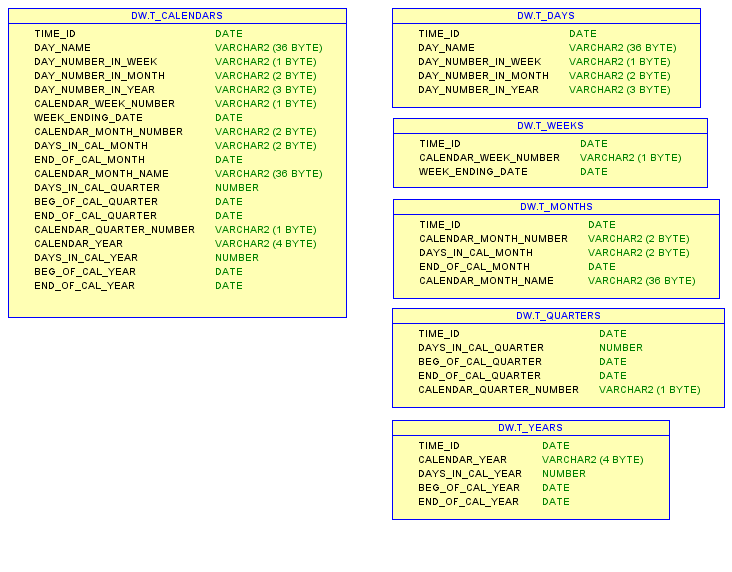 DW.T_CALENDARS
TIME_ID DATE
DAY_NAME VARCHAR2 (36 BYTE)
DAY_NUMBER_IN_WEEK VARCHAR2 (1 BYTE)
DAY_NUMBER_IN_MONTH VARCHAR2 (2 BYTE)
DAY_NUMBER_IN_YEAR VARCHAR2 (3 BYTE)
CALENDAR_WEEK_NUMBER VARCHAR2 (1 BYTE)
WEEK_ENDING_DATE DATE
CALENDAR_MONTH_NUMBER VARCHAR2 (2 BYTE)
DAYS_IN_CAL_MONTH VARCHAR2 (2 BYTE)
END_OF_CAL_MONTH DATE
CALENDAR_MONTH_NAME VARCHAR2 (36 BYTE)
DAYS_IN_CAL_QUARTER NUMBER
BEG_OF_CAL_QUARTER DATE
END_OF_CAL_QUARTER DATE
CALENDAR_QUARTER_NUMBER VARCHAR2 (1 BYTE)
CALENDAR_YEAR VARCHAR2 (4 BYTE)
DAYS_IN_CAL_YEAR NUMBER
BEG_OF_CAL_YEAR DATE
END_OF_CAL_YEAR DATE
DW.T_DAYS
TIME_ID DATE
DAY_NAME VARCHAR2 (36 BYTE)
DAY_NUMBER_IN_WEEK VARCHAR2 (1 BYTE)
DAY_NUMBER_IN_MONTH VARCHAR2 (2 BYTE)
DAY_NUMBER_IN_YEAR VARCHAR2 (3 BYTE)
DW.T_WEEKS
TIME_ID DATE
CALENDAR_WEEK_NUMBER VARCHAR2 (1 BYTE)
WEEK_ENDING_DATE DATE
DW.T_MONTHS
TIME_ID DATE
CALENDAR_MONTH_NUMBER VARCHAR2 (2 BYTE)
DAYS_IN_CAL_MONTH VARCHAR2 (2 BYTE)
END_OF_CAL_MONTH DATE
CALENDAR_MONTH_NAME VARCHAR2 (36 BYTE)
DW.T_QUARTERS
TIME_ID DATE
DAYS_IN_CAL_QUARTER NUMBER
BEG_OF_CAL_QUARTER DATE
END_OF_CAL_QUARTER DATE
CALENDAR_QUARTER_NUMBER VARCHAR2 (1 BYTE)
DW.T_YEARS
TIME_ID DATE
CALENDAR_YEAR VARCHAR2 (4 BYTE)
DAYS_IN_CAL_YEAR NUMBER
BEG_OF_CAL_YEAR DATE
END_OF_CAL_YEAR DATE